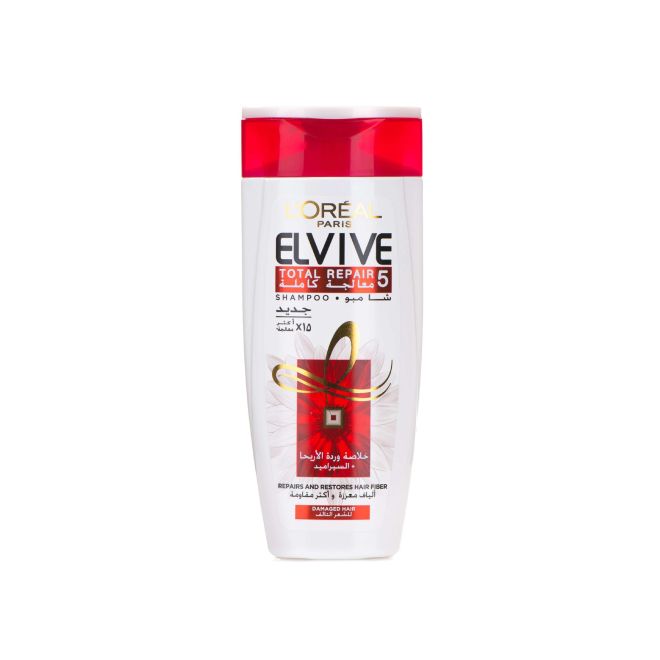 L'ORÉAL
PARIS
ELVIVE
TOTAL REPAIR 5
معالجة كاملة
SHAMPOO • شامبو
جديد
x١٥ أكثر
معالجة
خلاصة وردة الأريحا
+ السيراميد
REPAIRS AND RESTORES HAIR FIBER
ألياف معززة و أكثر مقاومة
DAMAGED HAIR
للشعر التالف